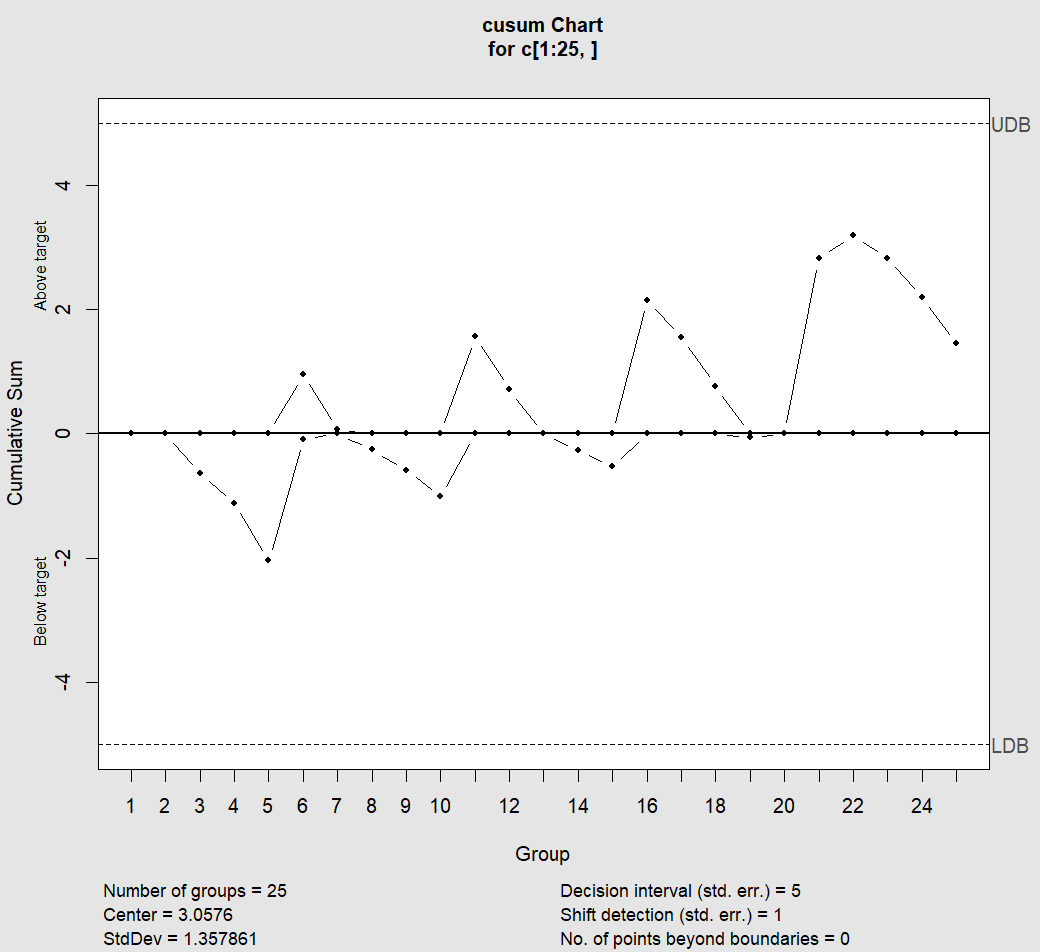 cusum Chart
for c[1:25, ]
UDB
LDB
Cumulative Sum
Above target
Below target
4
2
0
-2
-4
1 2 3 4 5 6 7 8 9 10 12 14 16 18 20 22 24
Group
Number of groups = 25
Center = 3.0576
StdDev = 1.357861
Decision interval (std. err.) = 5
Shift detection (std. err.) = 1
No. of points beyond boundaries = 0